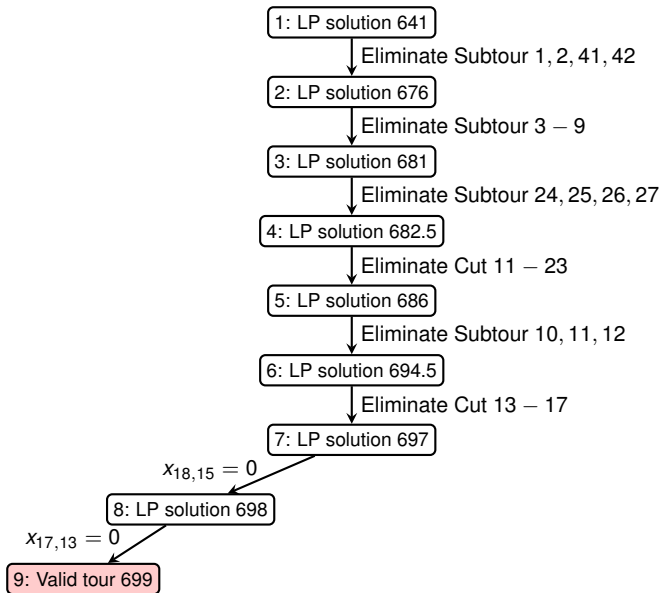 1: LP solution 641
Eliminate Subtour 1, 2, 41, 42
2: LP solution 676
Eliminate Subtour 3 − 9
3: LP solution 681
Eliminate Subtour 24, 25, 26, 27
4: LP solution 682.5
Eliminate Cut 11 − 23
5: LP solution 686
Eliminate Subtour 10, 11, 12
6: LP solution 694.5
Eliminate Cut 13 − 17
7: LP solution 697
x18,15 = 0
8: LP solution 698
x17,13 = 0
9: Valid tour 699